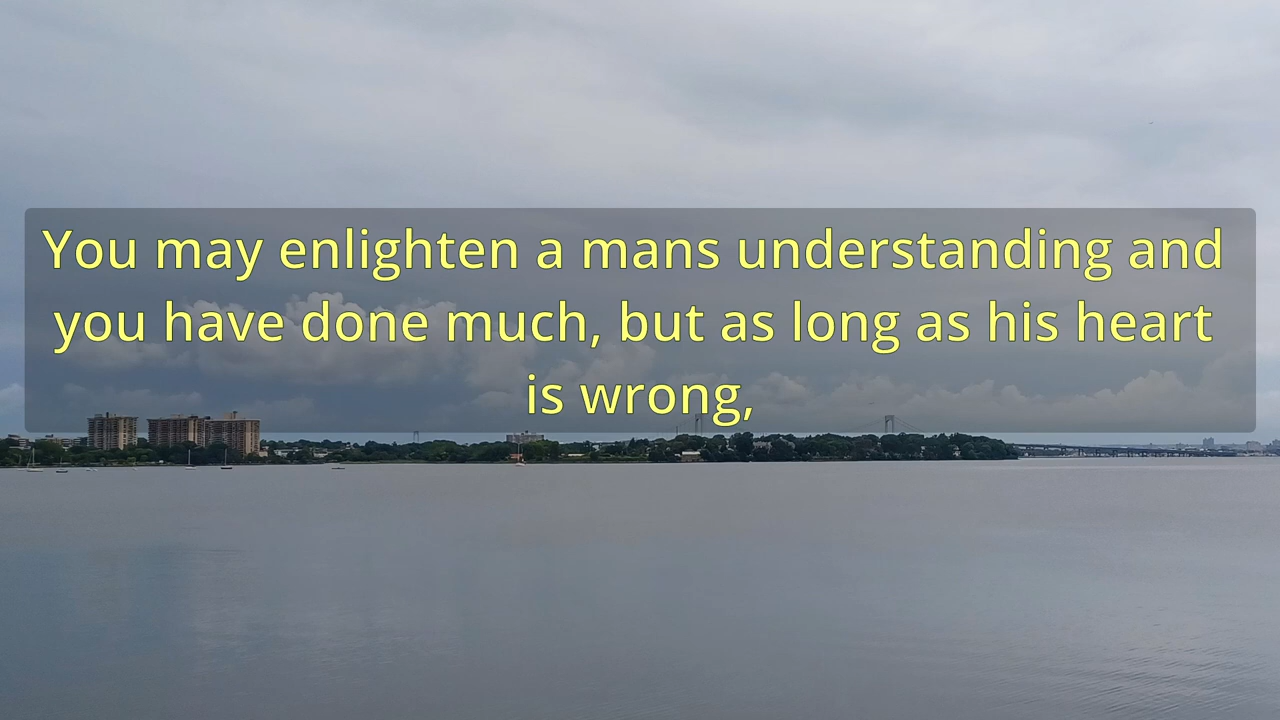 You may enlighten a mans understanding and
you have done much, but as long as his heart
is wrong,